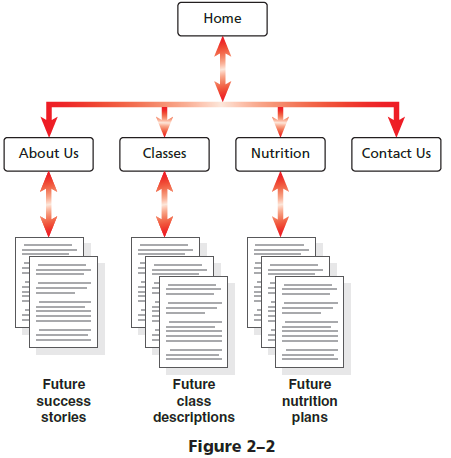 Home
About Us
Classes
Nutrition
Contact Us
Future
success
stories
Future
class
descriptions
Future
nutrition
plans
Figure 2–2